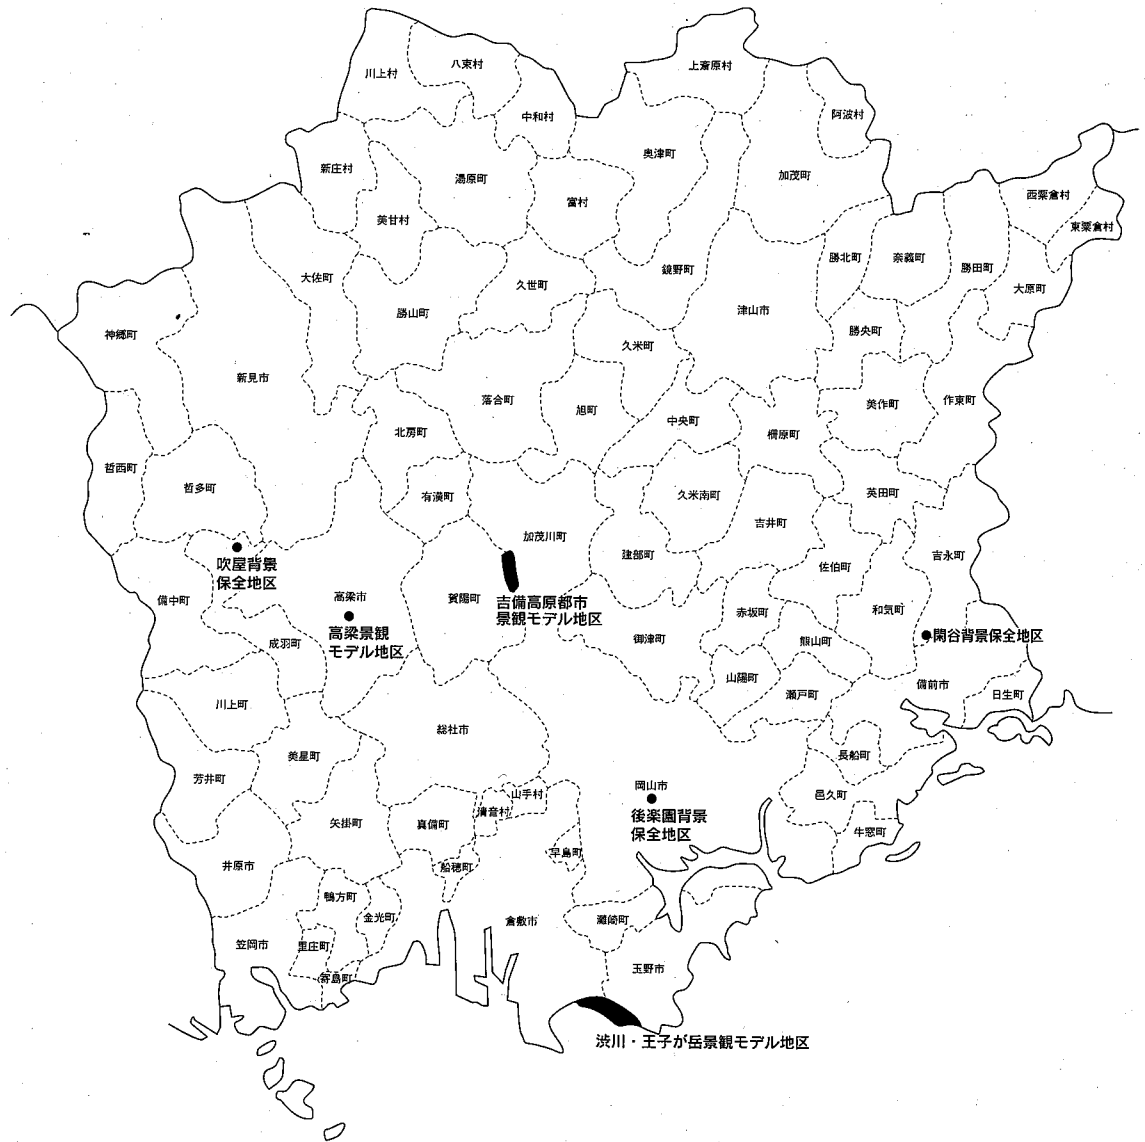 上斎原村
八束村
川上村
阿波村
中和村
奥津町
新庄村
加茂町
湯原町
西粟倉村
富村
美甘村
東粟倉村
勝北町
奈義町
勝田町
鏡野町
大佐町
久世町
大原町
津山市
勝山町
勝央町
神郷町
久米町
新見市
落合町
作東町
美作町
旭町
中央町
北房町
柵原町
哲西町
哲多町
英田町
有漢町
久米南町
吉井町
加茂川町
建部町
吉永町
吹屋背景
保全地区
佐伯町
備中町
高梁市
賀陽町
吉備高原都市
景観モデル地区
赤坂町
和気町
高梁景観
モデル地区
成羽町
御津町
熊山町
閑谷背景保全地区
山陽町
備前市
瀬戸町
日生町
川上町
総社市
美星町
長船町
芳井町
岡山市
山手村
邑久町
清音村
後楽園背景
保全地区
矢掛町
真備町
牛窓町
早島町
井原市
船穂町
鴨方町
金光町
倉敷市
灘崎町
笠岡市
里庄町
玉野市
寄島町
渋川・王子が岳景観モデル地区